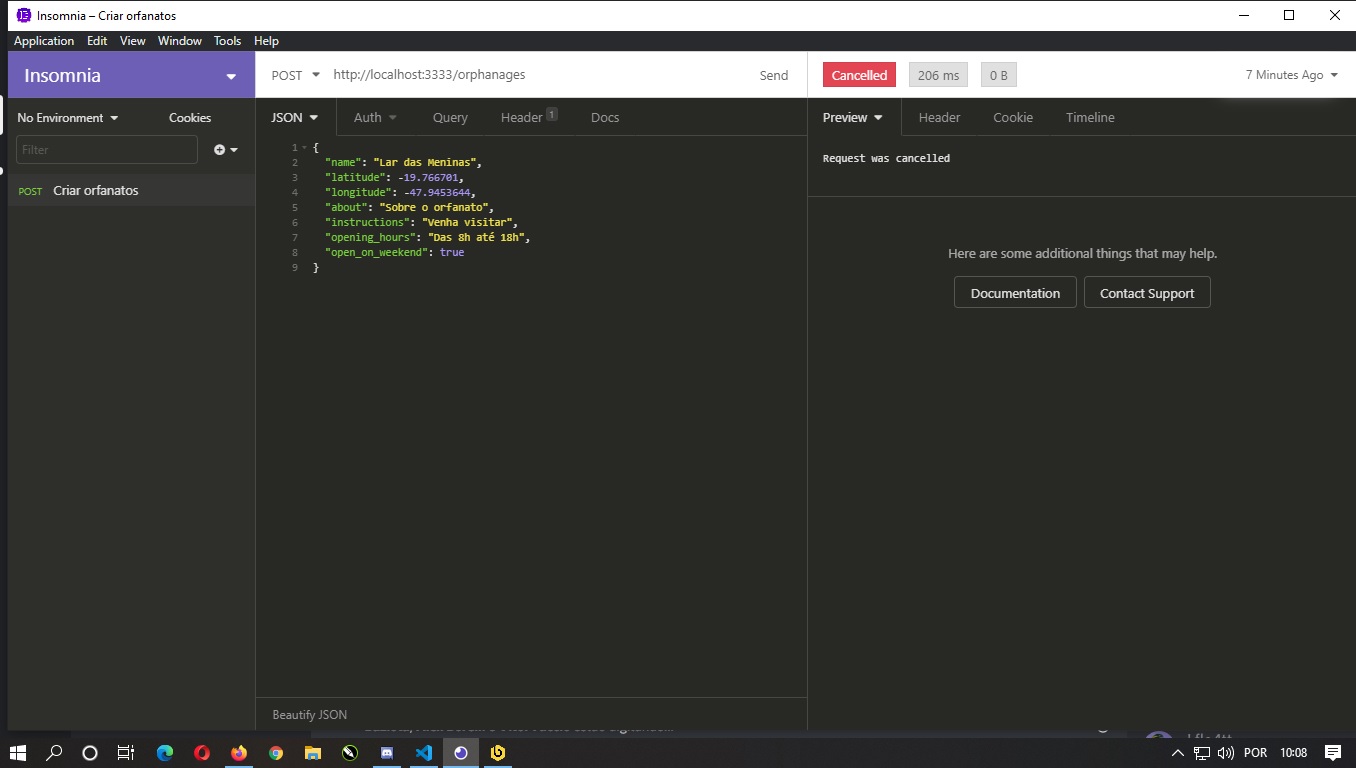 Insomnia – Criar orfanatos
Application Edit View Window Tools Help
Insomnia
POST http://localhost:3333/orphanages Send
Cancelled 206 ms 0 B 7 Minutes Ago
No Environment Cookies
JSON Auth Query Header 1 Docs
Preview Header Cookie Timeline
Filter
POST Criar orfanatos
1 {
2 "name": "Lar das Meninas",
3 "latitude": -19.766701,
4 "longitude": -47.9453644,
5 "about": "Sobre o orfanato",
6 "instructions": "Venha visitar",
7 "opening_hours": "Das 8h até 18h",
8 "open_on_weekend": true
9 }
Request was cancelled
Here are some additional things that may help.
Documentation Contact Support
Beautify JSON
POR 10:08